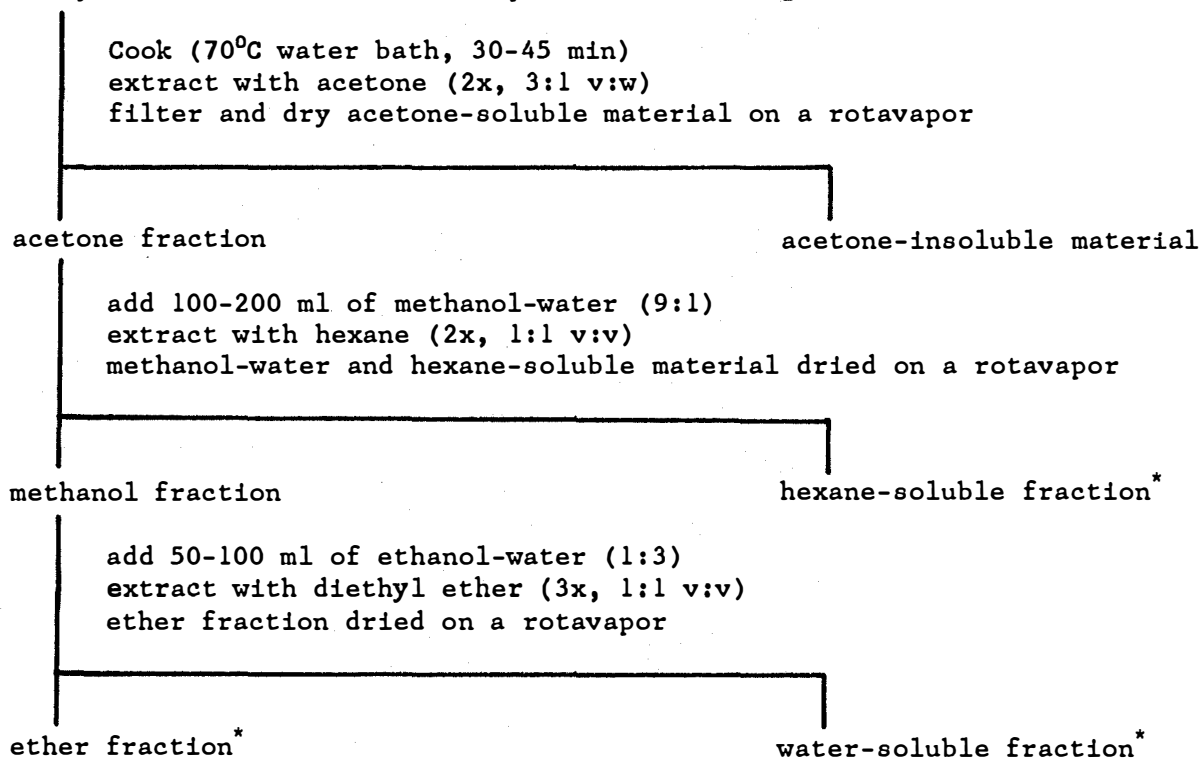 Cook (70⁰C water bath, 30-45 min)
extract with acetone (2x, 3:1 v:w)
filter and dry acetone-soluble material on a rotavapor
acetone fraction acetone-insoluble material
add 100-200 ml of methanol-water (9:1)
extract with hexane (2x, 1:1 v:v)
methanol-water and hexane-soluble material dried on a rotavapor
methanol fraction hexane-soluble fraction*
add 50-100 ml of ethanol-water (1:3)
extract with diethyl ether (3x, 1:1 v:v)
ether fraction dried on a rotavapor
ether fraction* water-soluble fraction*